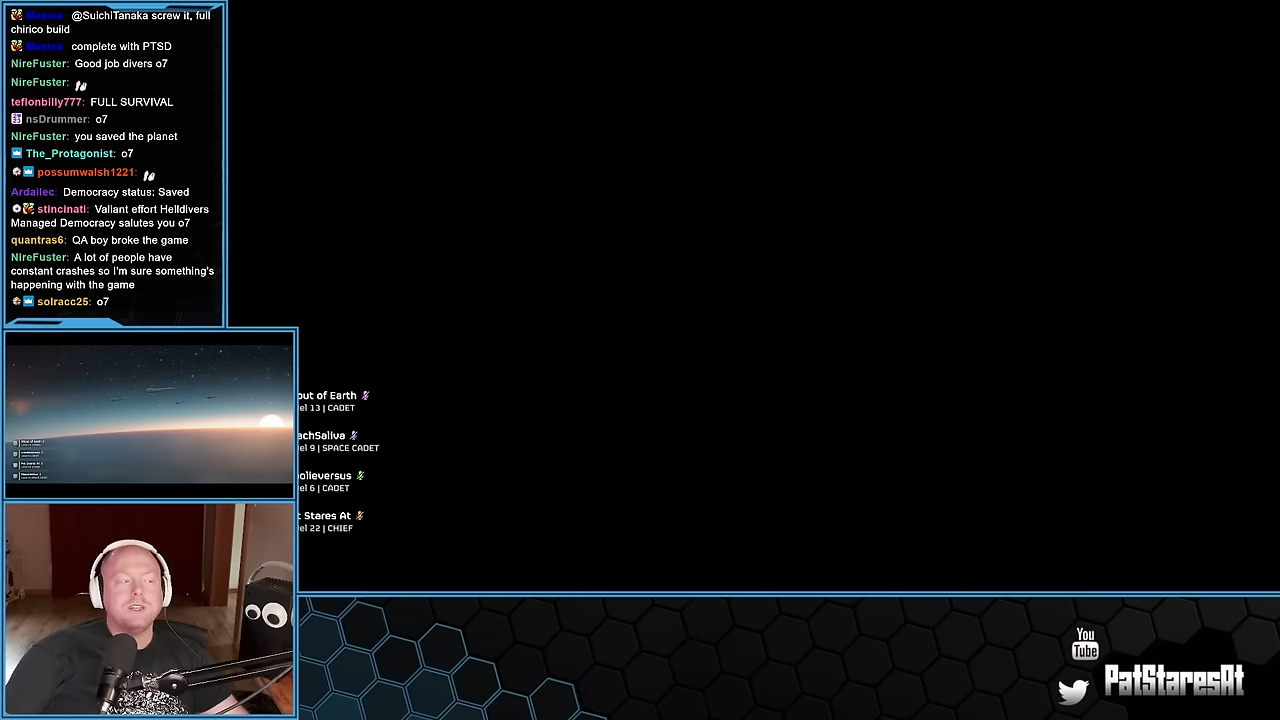 Maxioa: @SuichiTanaka screw it, full
chirico build
complete with PTSD
NireFuster: Good job divers o7
NireFuster:
teflonbilly777: FULL SURVIVAL
nsDrummer: o7
NireFuster: you saved the planet
The_Protagonist: o7
possumwalsh1221:
Ardailec: Democracy status: Saved
stincinati: Valiant effort Helldivers
Managed Democracy salutes you o7
quantras6: QA boy broke the game
NireFuster: A lot of people have
constant crashes so I'm sure something's
happening with the game
solracc25: o7
out of Earth
el 13 | CADET
achSaliva
el 9 | SPACE CADET
olieversus
el 6 | CADET
t Stares At
el 22 | CHIEF
You
Tube
PatStaresAt